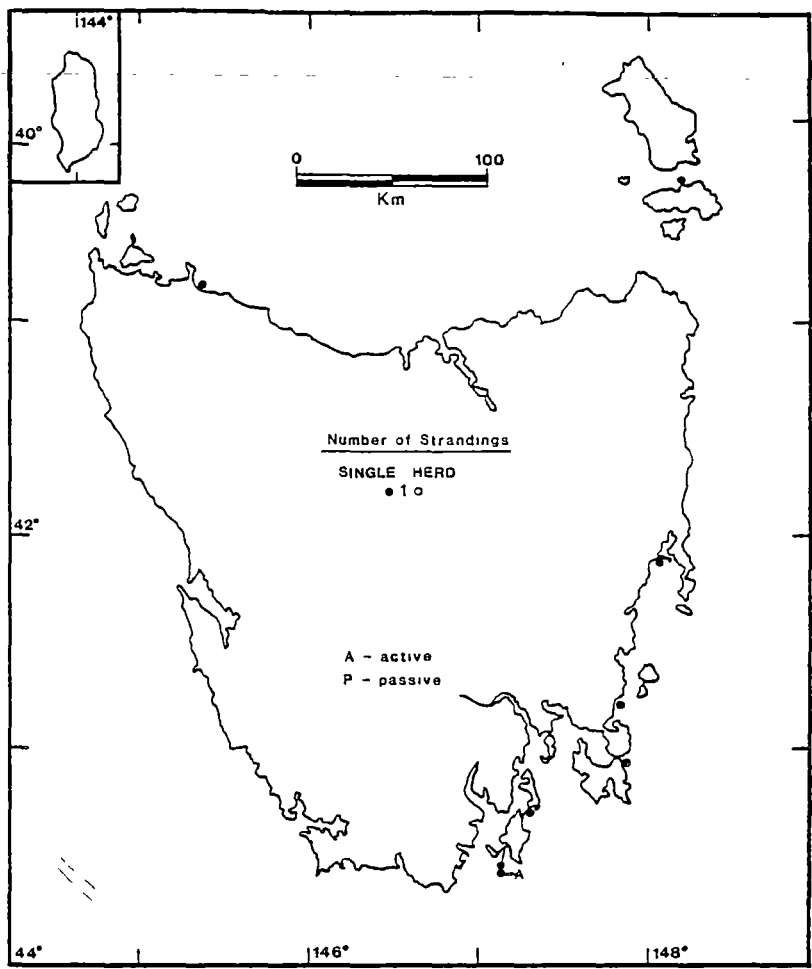 144°
40°
0 100
Km
Number of Strandings
SINGLE HERD
● 1 ○
42°
A - active
P - passive
A
44° 146° 148°